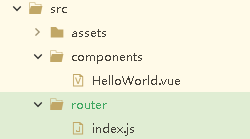 src
assets
components
HelloWorld.vue
router
index.js